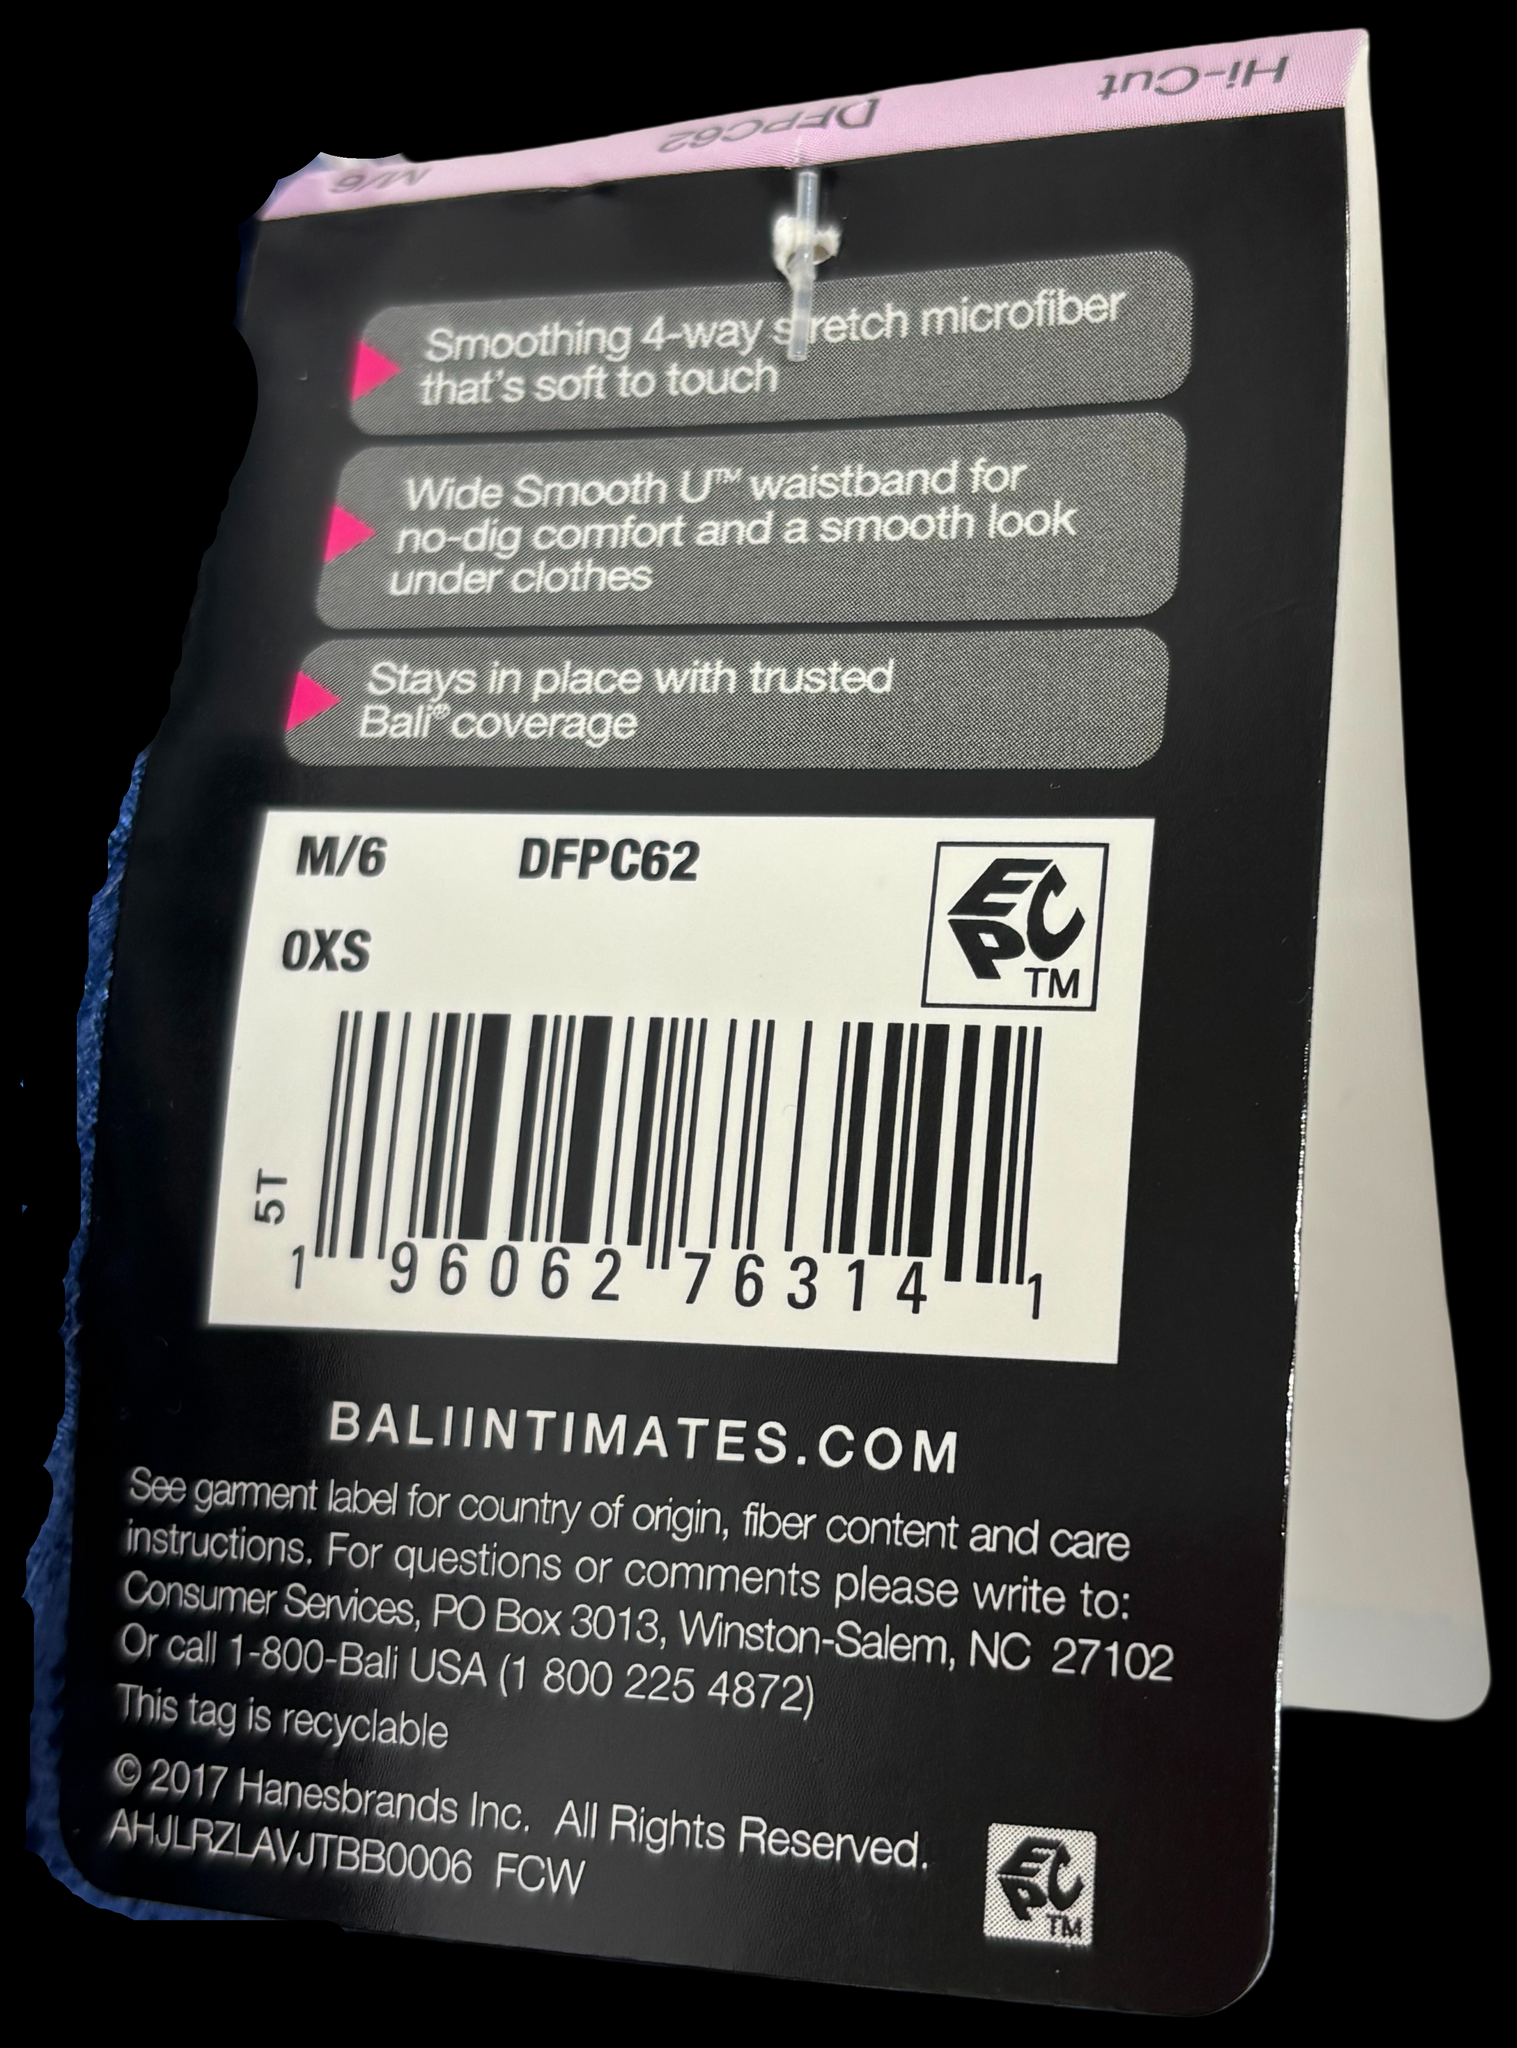 Hi-Cut
DFPC62
M/6
Smoothing 4-way stretch microfiber
that's soft to touch
Wide Smooth U™ waistband for
no-dig comfort and a smooth look
under clothes
Stays in place with trusted
Bali® coverage
M/6 DFPC62
0XS
ECP TM
5T
1 96062 76314 1
BALIINTIMATES.COM
See garment label for country of origin, fiber content and care
instructions. For questions or comments please write to:
Consumer Services, PO Box 3013, Winston-Salem, NC 27102
Or call 1-800-Bali USA (1 800 225 4872)
This tag is recyclable
© 2017 Hanesbrands Inc. All Rights Reserved.
AHJLRZLAVJTBB0006 FCW
ECP TM